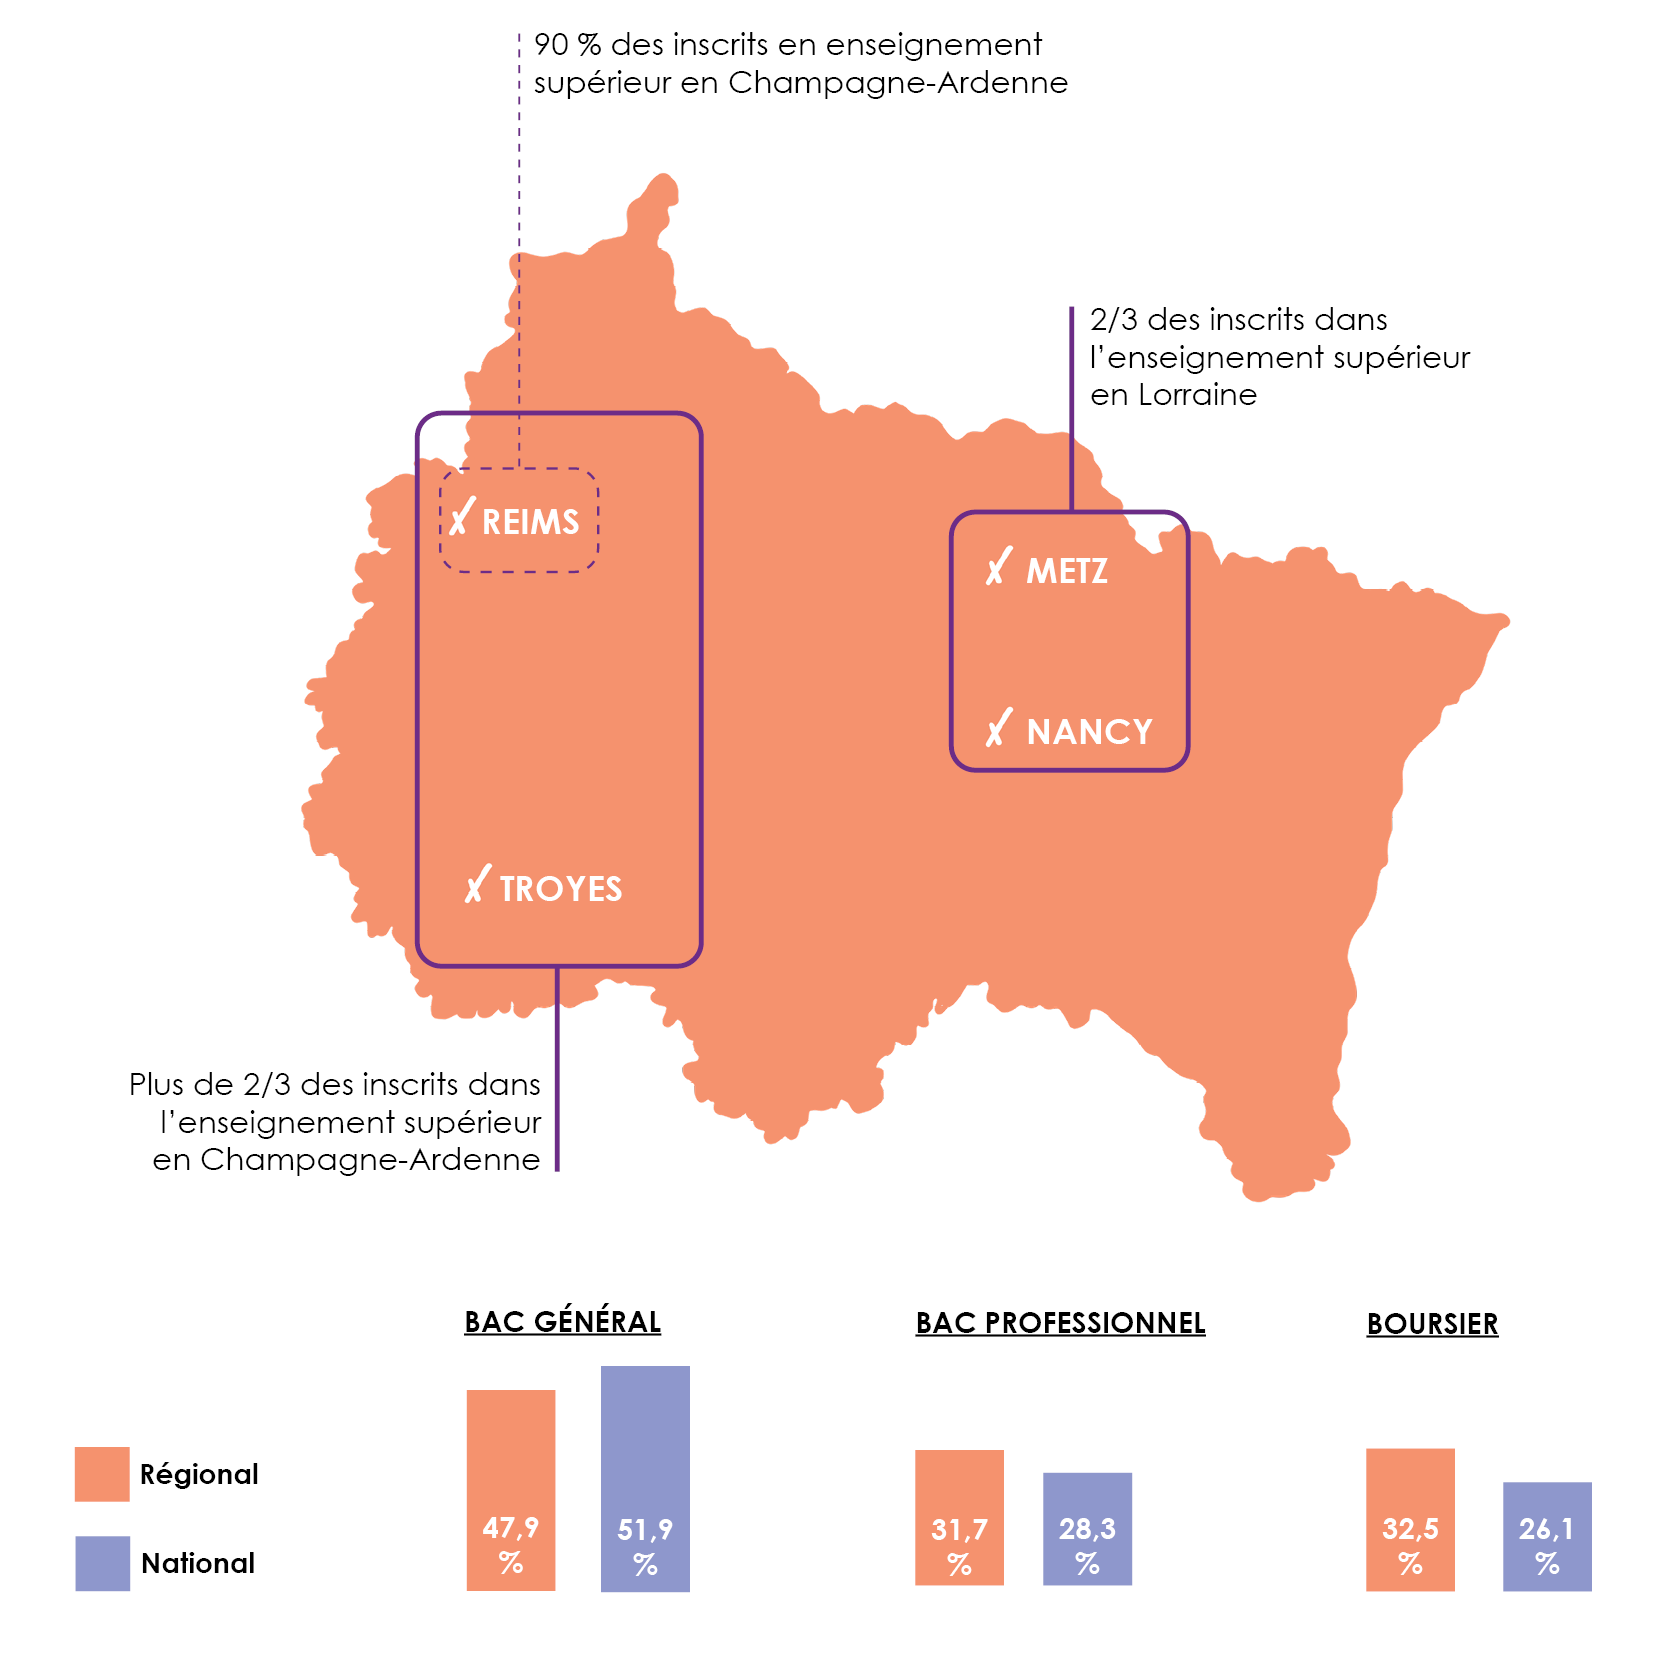 90 % des inscrits en enseignement
supérieur en Champagne-Ardenne
2/3 des inscrits dans
l’enseignement supérieur
en Lorraine
REIMS
METZ
NANCY
TROYES
Plus de 2/3 des inscrits dans
l’enseignement supérieur
en Champagne-Ardenne
BAC GÉNÉRAL
BAC PROFESSIONNEL
BOURSIER
Régional
National
47,9
%
51,9
%
31,7
%
28,3
%
32,5
%
26,1
%